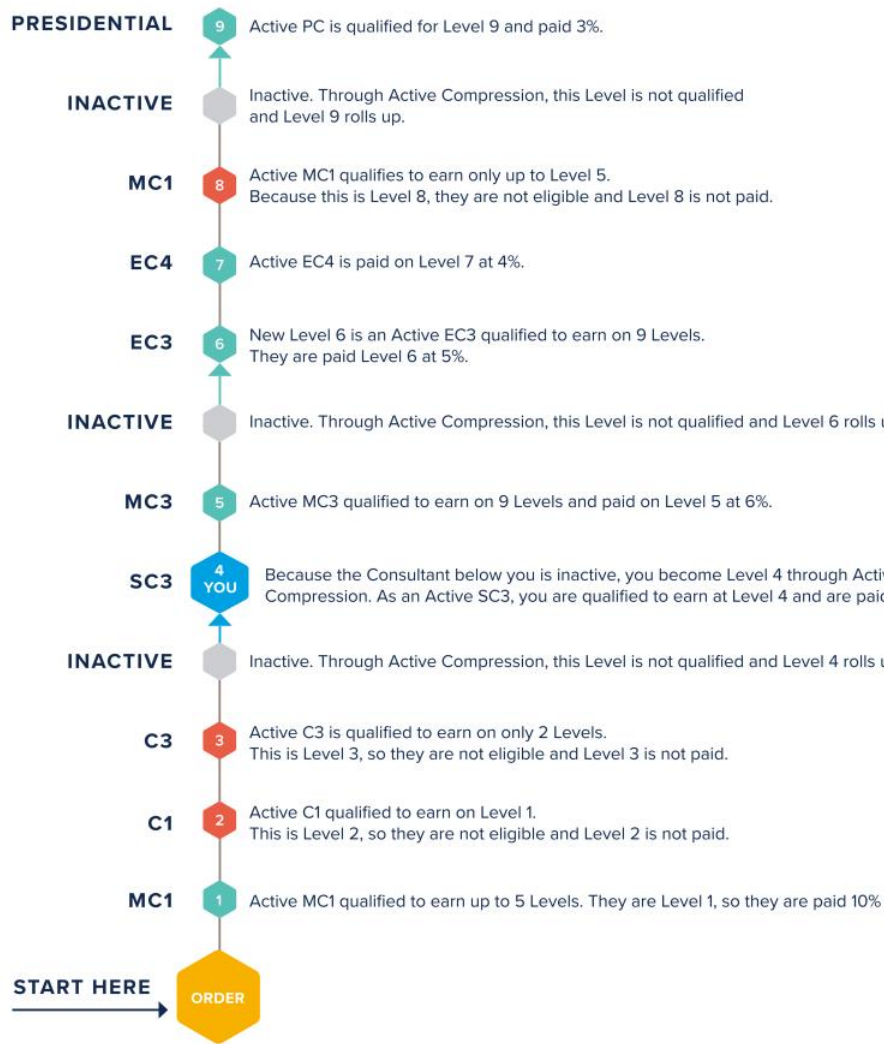 PRESIDENTIAL
9
Active PC is qualified for Level 9 and paid 3%.
INACTIVE
Inactive. Through Active Compression, this Level is not qualified
and Level 9 rolls up.
MC1
8
Active MC1 qualifies to earn only up to Level 5.
Because this is Level 8, they are not eligible and Level 8 is not paid.
EC4
7
Active EC4 is paid on Level 7 at 4%.
EC3
6
New Level 6 is an Active EC3 qualified to earn on 9 Levels.
They are paid Level 6 at 5%.
INACTIVE
Inactive. Through Active Compression, this Level is not qualified and Level 6 rolls
MC3
5
Active MC3 qualified to earn on 9 Levels and paid on Level 5 at 6%.
SC3
4
YOU
Because the Consultant below you is inactive, you become Level 4 through
Compression. As an Active SC3, you are qualified to earn at Level 4 and are
INACTIVE
Inactive. Through Active Compression, this Level is not qualified and Level 4 rolls
C3
3
Active C3 is qualified to earn on only 2 Levels.
This is Level 3, so they are not eligible and Level 3 is not paid.
C1
2
Active C1 qualified to earn on Level 1.
This is Level 2, so they are not eligible and Level 2 is not paid.
MC1
1
Active MC1 qualified to earn up to 5 Levels. They are Level 1, so they are paid 10%
START HERE
ORDER